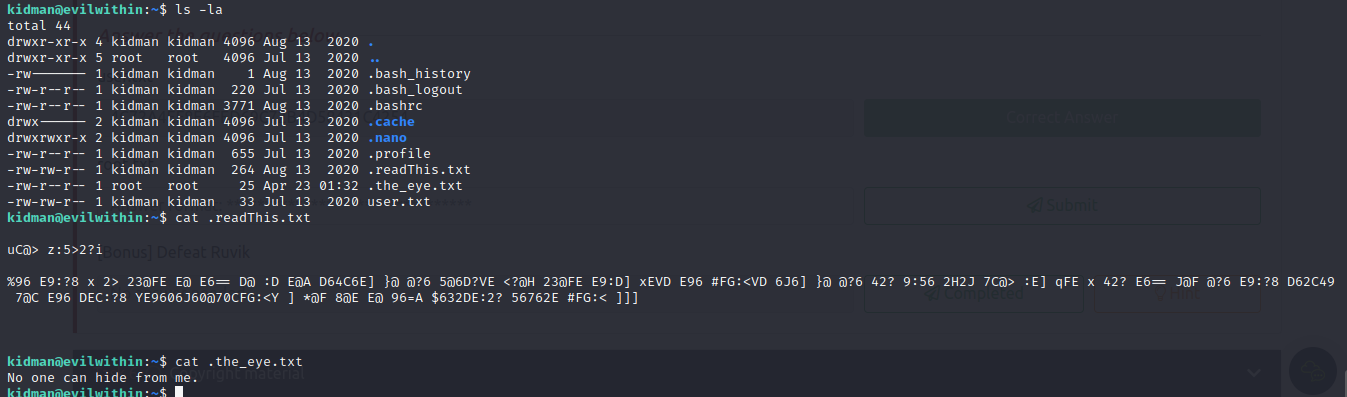 kidman@evilwithin:~$ ls -la
total 44
drwxr-xr-x 4 kidman kidman 4096 Aug 13  2020 .
drwxr-xr-x 5 root   root   4096 Jul 13  2020 ..
-rw------- 1 kidman kidman    1 Aug 13  2020 .bash_history
-rw-r--r-- 1 kidman kidman  220 Jul 13  2020 .bash_logout
-rw-r--r-- 1 kidman kidman 3771 Aug 13  2020 .bashrc
drwx------ 2 kidman kidman 4096 Jul 13  2020 .cache
drwxrwxr-x 2 kidman kidman 4096 Jul 13  2020 .nano
-rw-r--r-- 1 kidman kidman  655 Jul 13  2020 .profile
-rw-rw-r-- 1 kidman kidman  264 Aug 13  2020 .readThis.txt
-rw-r--r-- 1 root   root     25 Apr 23 01:32 .the_eye.txt
-rw-rw-r-- 1 kidman kidman   33 Jul 13  2020 user.txt
Correct Answer
Submit
kidman@evilwithin:~$ cat .readThis.txt
uC@> z:5>2?i
[Bonus] Defeat Ruvik
%96 E9:?8 x 2> 23@FE E@ E6== D@ :D E@A D64C6E] }@ @?6 5@6D?VE <?@H 23@FE E9:D] xEVD E96 #FG:<VD 6J6] }@ @?6 42? 9:56 2H2J 7C@> :E] qFE x 42? E6== J@F @?6 E9:?8 D62C49
7@C E96 DEC:?8 YE9606J60@70CFG:<Y ] *@F 8@E E@ 96=A $632DE:2? 56762E #FG:< ]]]
Completed
kidman@evilwithin:~$ cat .the_eye.txt
No one can hide from me.
kidman@evilwithin:~$